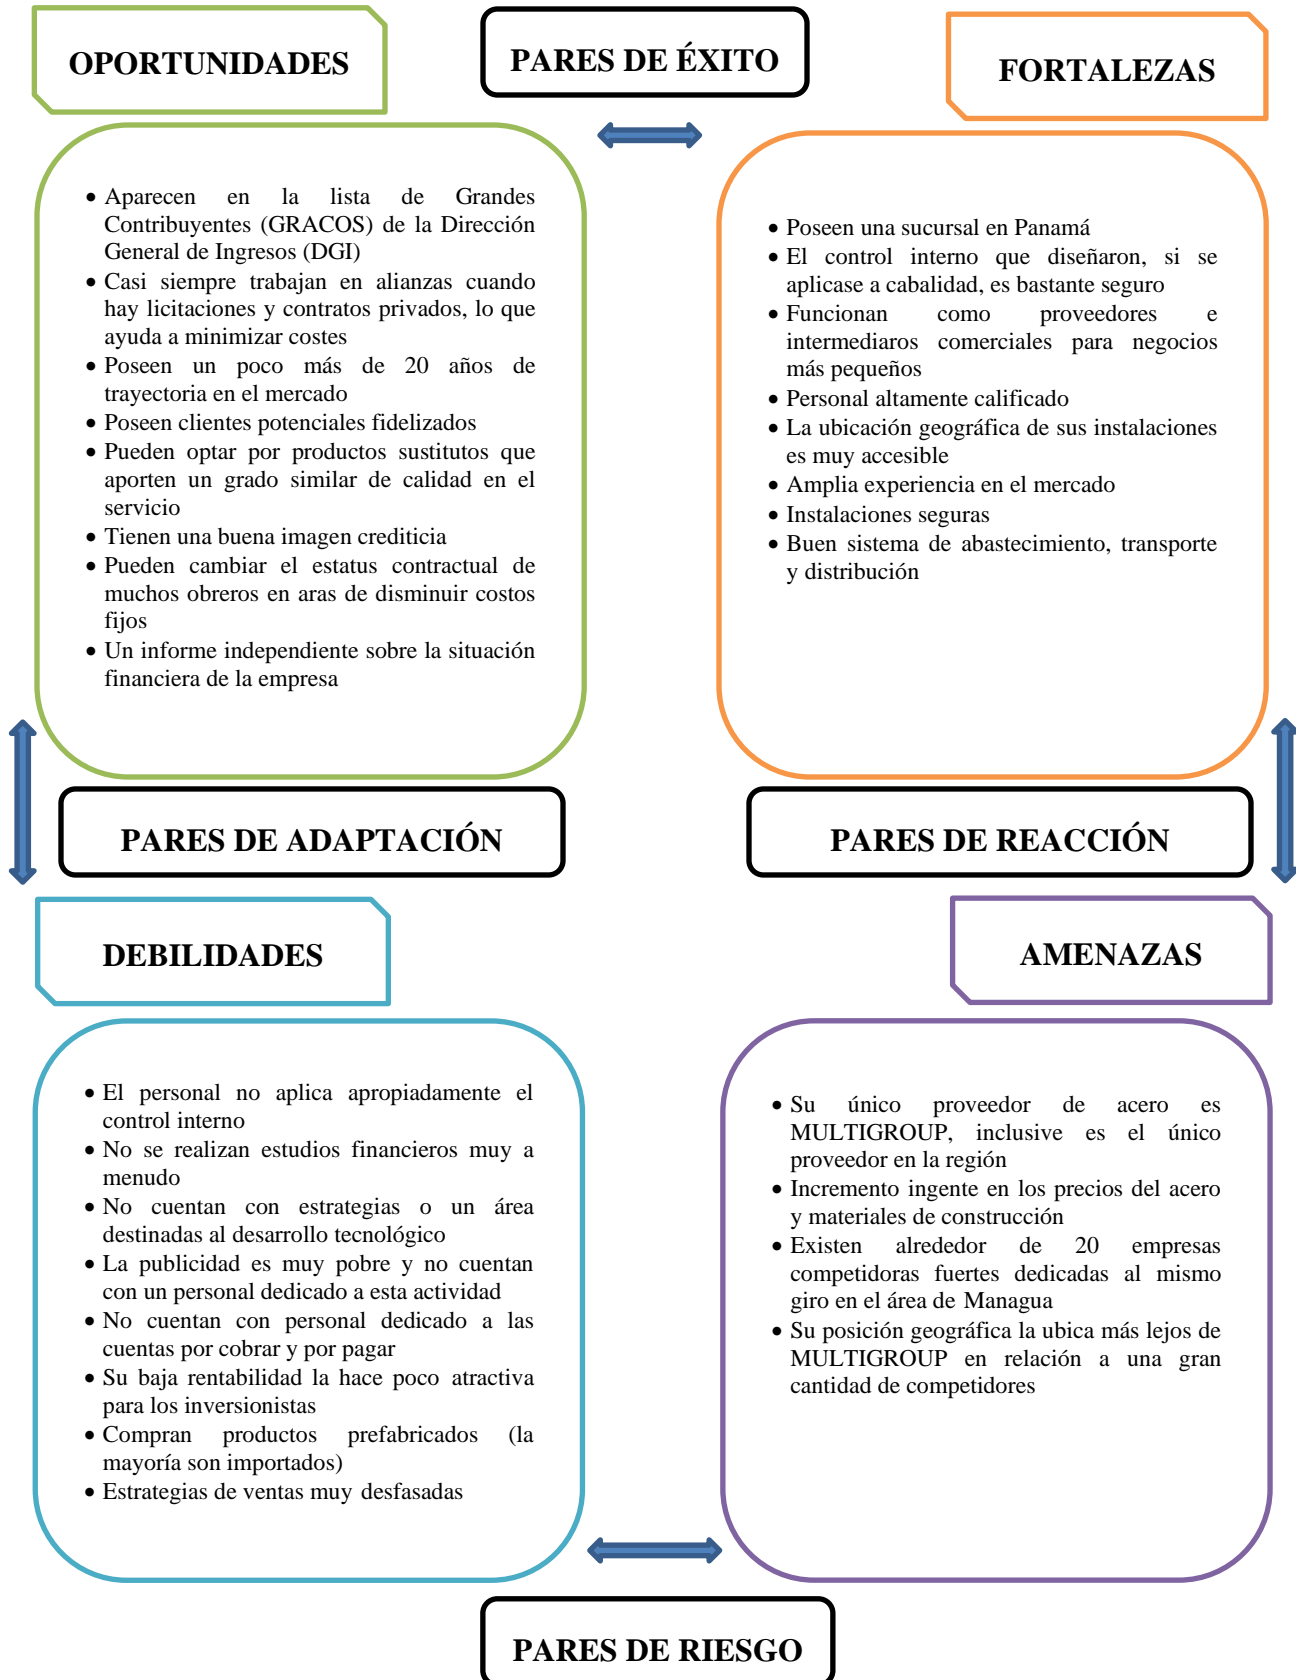 OPORTUNIDADES
PARES DE ÉXITO
FORTALEZAS
• Aparecen en la lista de Grandes
Contribuyentes (GRACOS) de la Dirección
General de Ingresos (DGI)
• Casi siempre trabajan en alianzas cuando
hay licitaciones y contratos privados, lo que
ayuda a minimizar costes
• Poseen un poco más de 20 años de
trayectoria en el mercado
• Poseen clientes potenciales fidelizados
• Pueden optar por productos sustitutos que
aporten un grado similar de calidad en el
servicio
• Tienen una buena imagen crediticia
• Pueden cambiar el estatus contractual de
muchos obreros en aras de disminuir costos
fijos
• Un informe independiente sobre la situación
financiera de la empresa
• Poseen una sucursal en Panamá
• El control interno que diseñaron, si se
aplicase a cabalidad, es bastante seguro
• Funcionan como proveedores e
intermediaros comerciales para negocios
más pequeños
• Personal altamente calificado
• La ubicación geográfica de sus instalaciones
es muy accesible
• Amplia experiencia en el mercado
• Instalaciones seguras
• Buen sistema de abastecimiento, transporte
y distribución
PARES DE ADAPTACIÓN
PARES DE REACCIÓN
DEBILIDADES
AMENAZAS
• El personal no aplica apropiadamente el
control interno
• No se realizan estudios financieros muy a
menudo
• No cuentan con estrategias o un área
destinadas al desarrollo tecnológico
• La publicidad es muy pobre y no cuentan
con un personal dedicado a esta actividad
• No cuentan con personal dedicado a las
cuentas por cobrar y por pagar
• Su baja rentabilidad la hace poco atractiva
para los inversionistas
• Compran productos prefabricados (la
mayoría son importados)
• Estrategias de ventas muy desfasadas
• Su único proveedor de acero es
MULTIGROUP, inclusive es el único
proveedor en la región
• Incremento ingente en los precios del acero
y materiales de construcción
• Existen alrededor de 20 empresas
competidoras fuertes dedicadas al mismo
giro en el área de Managua
• Su posición geográfica la ubica más lejos de
MULTIGROUP en relación a una gran
cantidad de competidores
PARES DE RIESGO